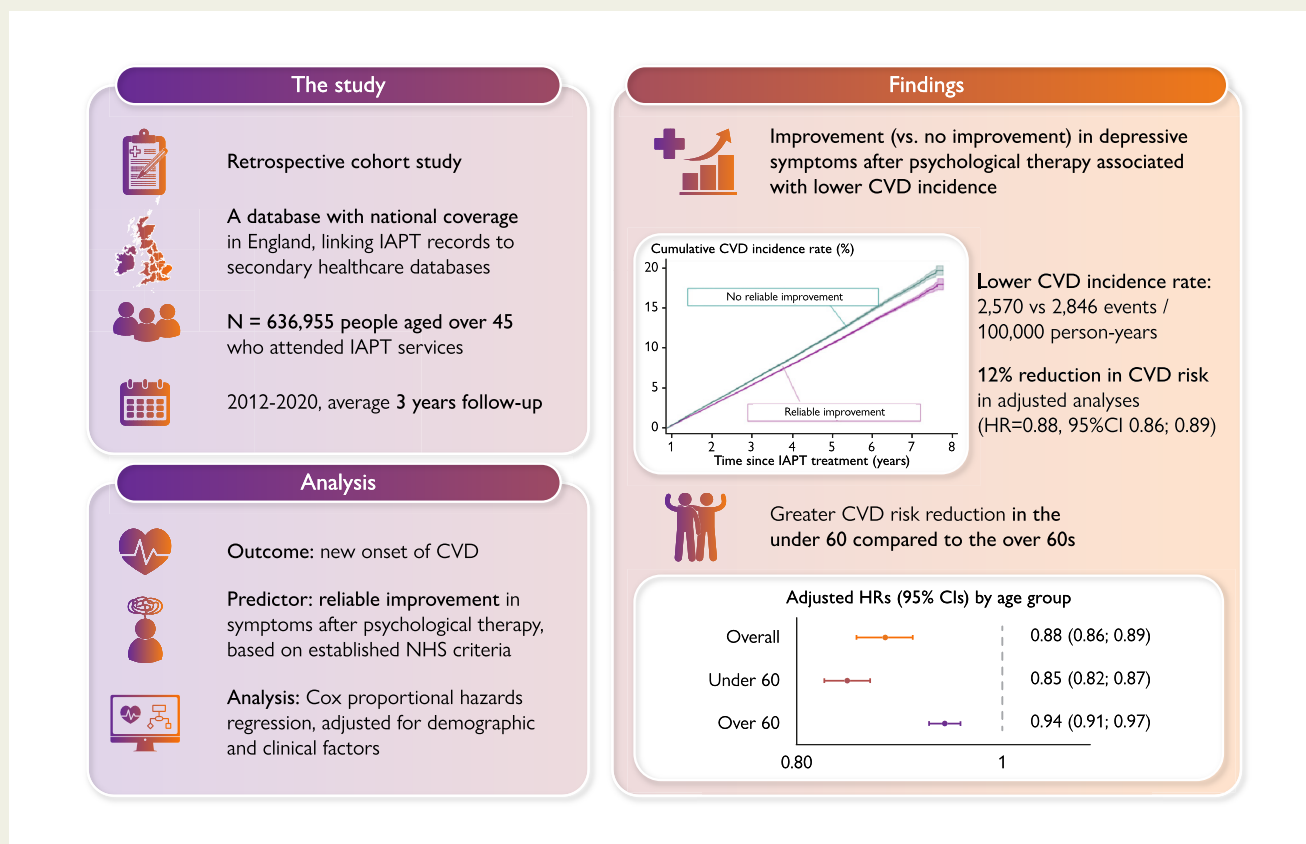 The study
Retrospective cohort study
A database with national coverage
in England, linking IAPT records to
secondary healthcare databases
N = 636,955 people aged over 45
who attended IAPT services
2012-2020, average 3 years follow-up
Analysis
Outcome: new onset of CVD
Predictor: reliable improvement in
symptoms after psychological therapy,
based on established NHS criteria
Analysis: Cox proportional hazards
regression, adjusted for demographic
and clinical factors
Findings
Improvement (vs. no improvement) in depressive
symptoms after psychological therapy associated
with lower CVD incidence
Cumulative CVD incidence rate (%)
20
15
10
5
0
No reliable improvement
Reliable improvement
1 2 3 4 5 6 7 8
Time since IAPT treatment (years)
Lower CVD incidence rate:
2,570 vs 2,846 events /
100,000 person-years
12% reduction in CVD risk
in adjusted analyses
(HR=0.88, 95%CI 0.86; 0.89)
Greater CVD risk reduction in the
under 60 compared to the over 60s
Adjusted HRs (95% CIs) by age group
Overall 0.88 (0.86; 0.89)
Under 60 0.85 (0.82; 0.87)
Over 60 0.94 (0.91; 0.97)
0.80 1